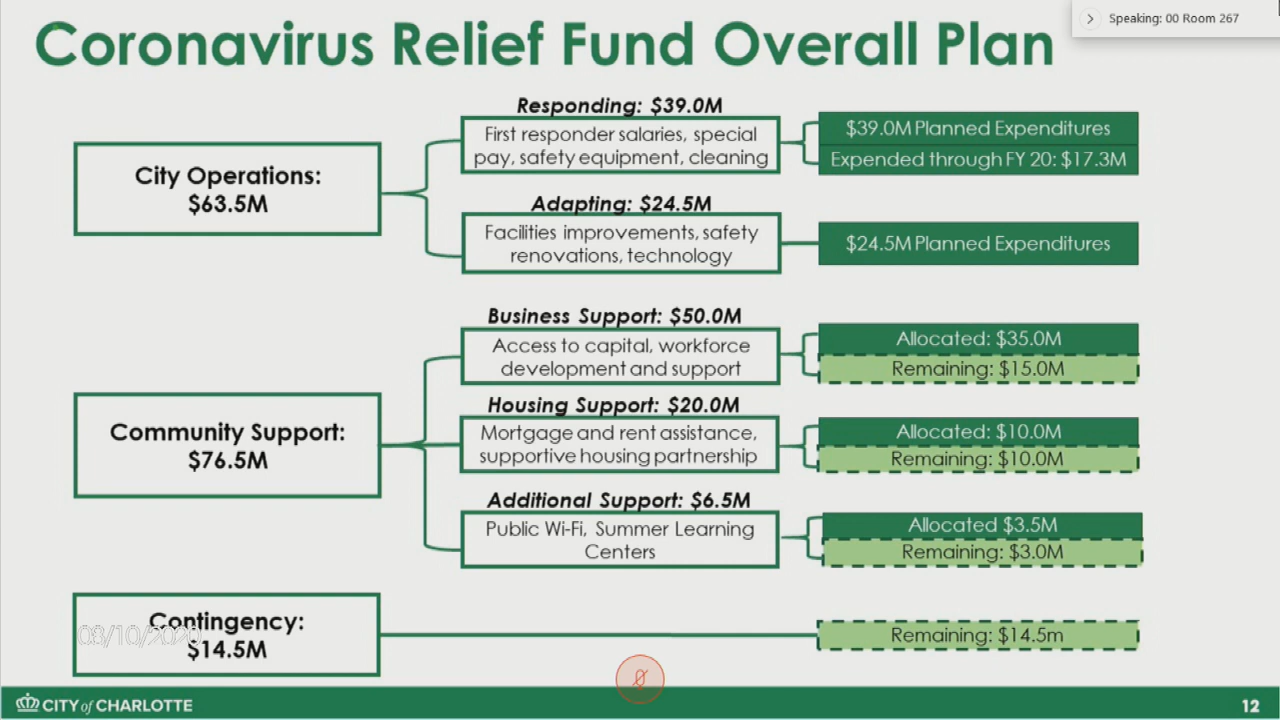 Coronavirus Relief Fund Overall Plan
Speaking: 00 Room 267
City Operations:
$63.5M
Responding: $39.0M
First responder salaries, special
pay, safety equipment, cleaning
$39.0M Planned Expenditures
Expended through FY 20: $17.3M
Adapting: $24.5M
Facilities improvements, safety
renovations, technology
$24.5M Planned Expenditures
Community Support:
$76.5M
Business Support: $50.0M
Access to capital, workforce
development and support
Allocated: $35.0M
Remaining: $15.0M
Housing Support: $20.0M
Mortgage and rent assistance,
supportive housing partnership
Allocated: $10.0M
Remaining: $10.0M
Additional Support: $6.5M
Public Wi-Fi, Summer Learning
Centers
Allocated $3.5M
Remaining: $3.0M
Contingency:
$14.5M
Remaining: $14.5m
08/10/2020
CITY of CHARLOTTE
12